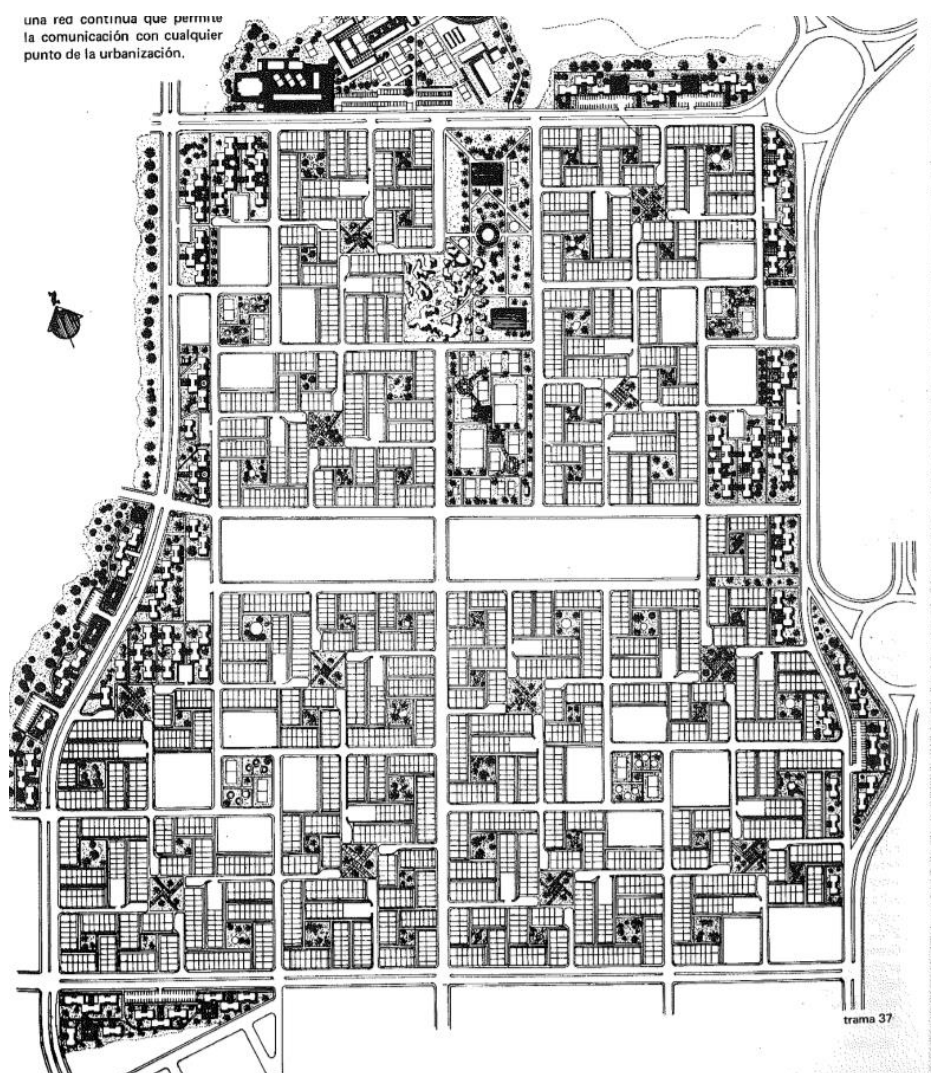 una red continua que permite
la comunicación con cualquier
punto de la urbanización.
trama 37